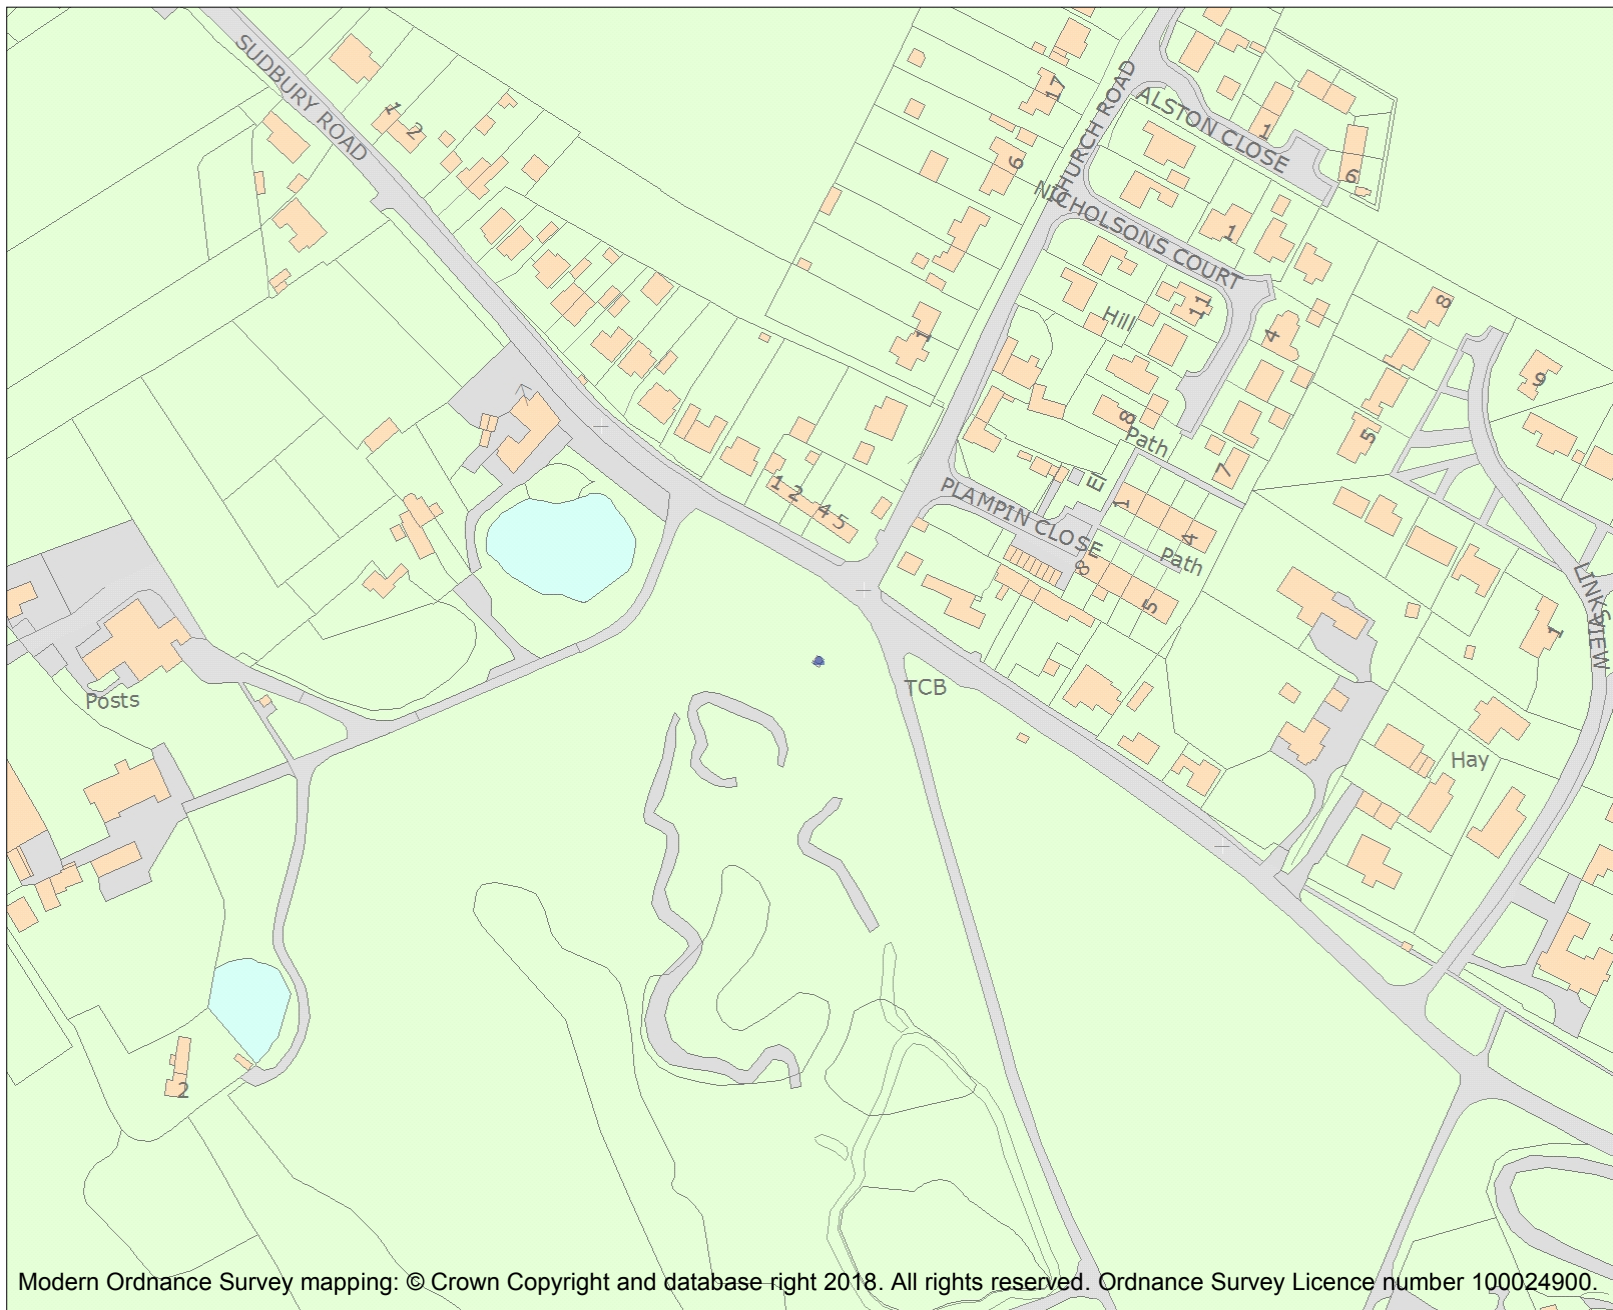 SUDBURY ROAD
1
2
17
CHURCH ROAD
ALSTON CLOSE
1
6
6
NICHOLSONS COURT
1
11
Hill
4
8
8
Path
7
5
9
1
1 2
4 5
El
PLAMPIN CLOSE
1
4
Path
8
5
LINKSVIEW
1
Posts
TCB
Hay
2
Modern Ordnance Survey mapping: © Crown Copyright and database right 2018. All rights reserved. Ordnance Survey Licence number 100024900.